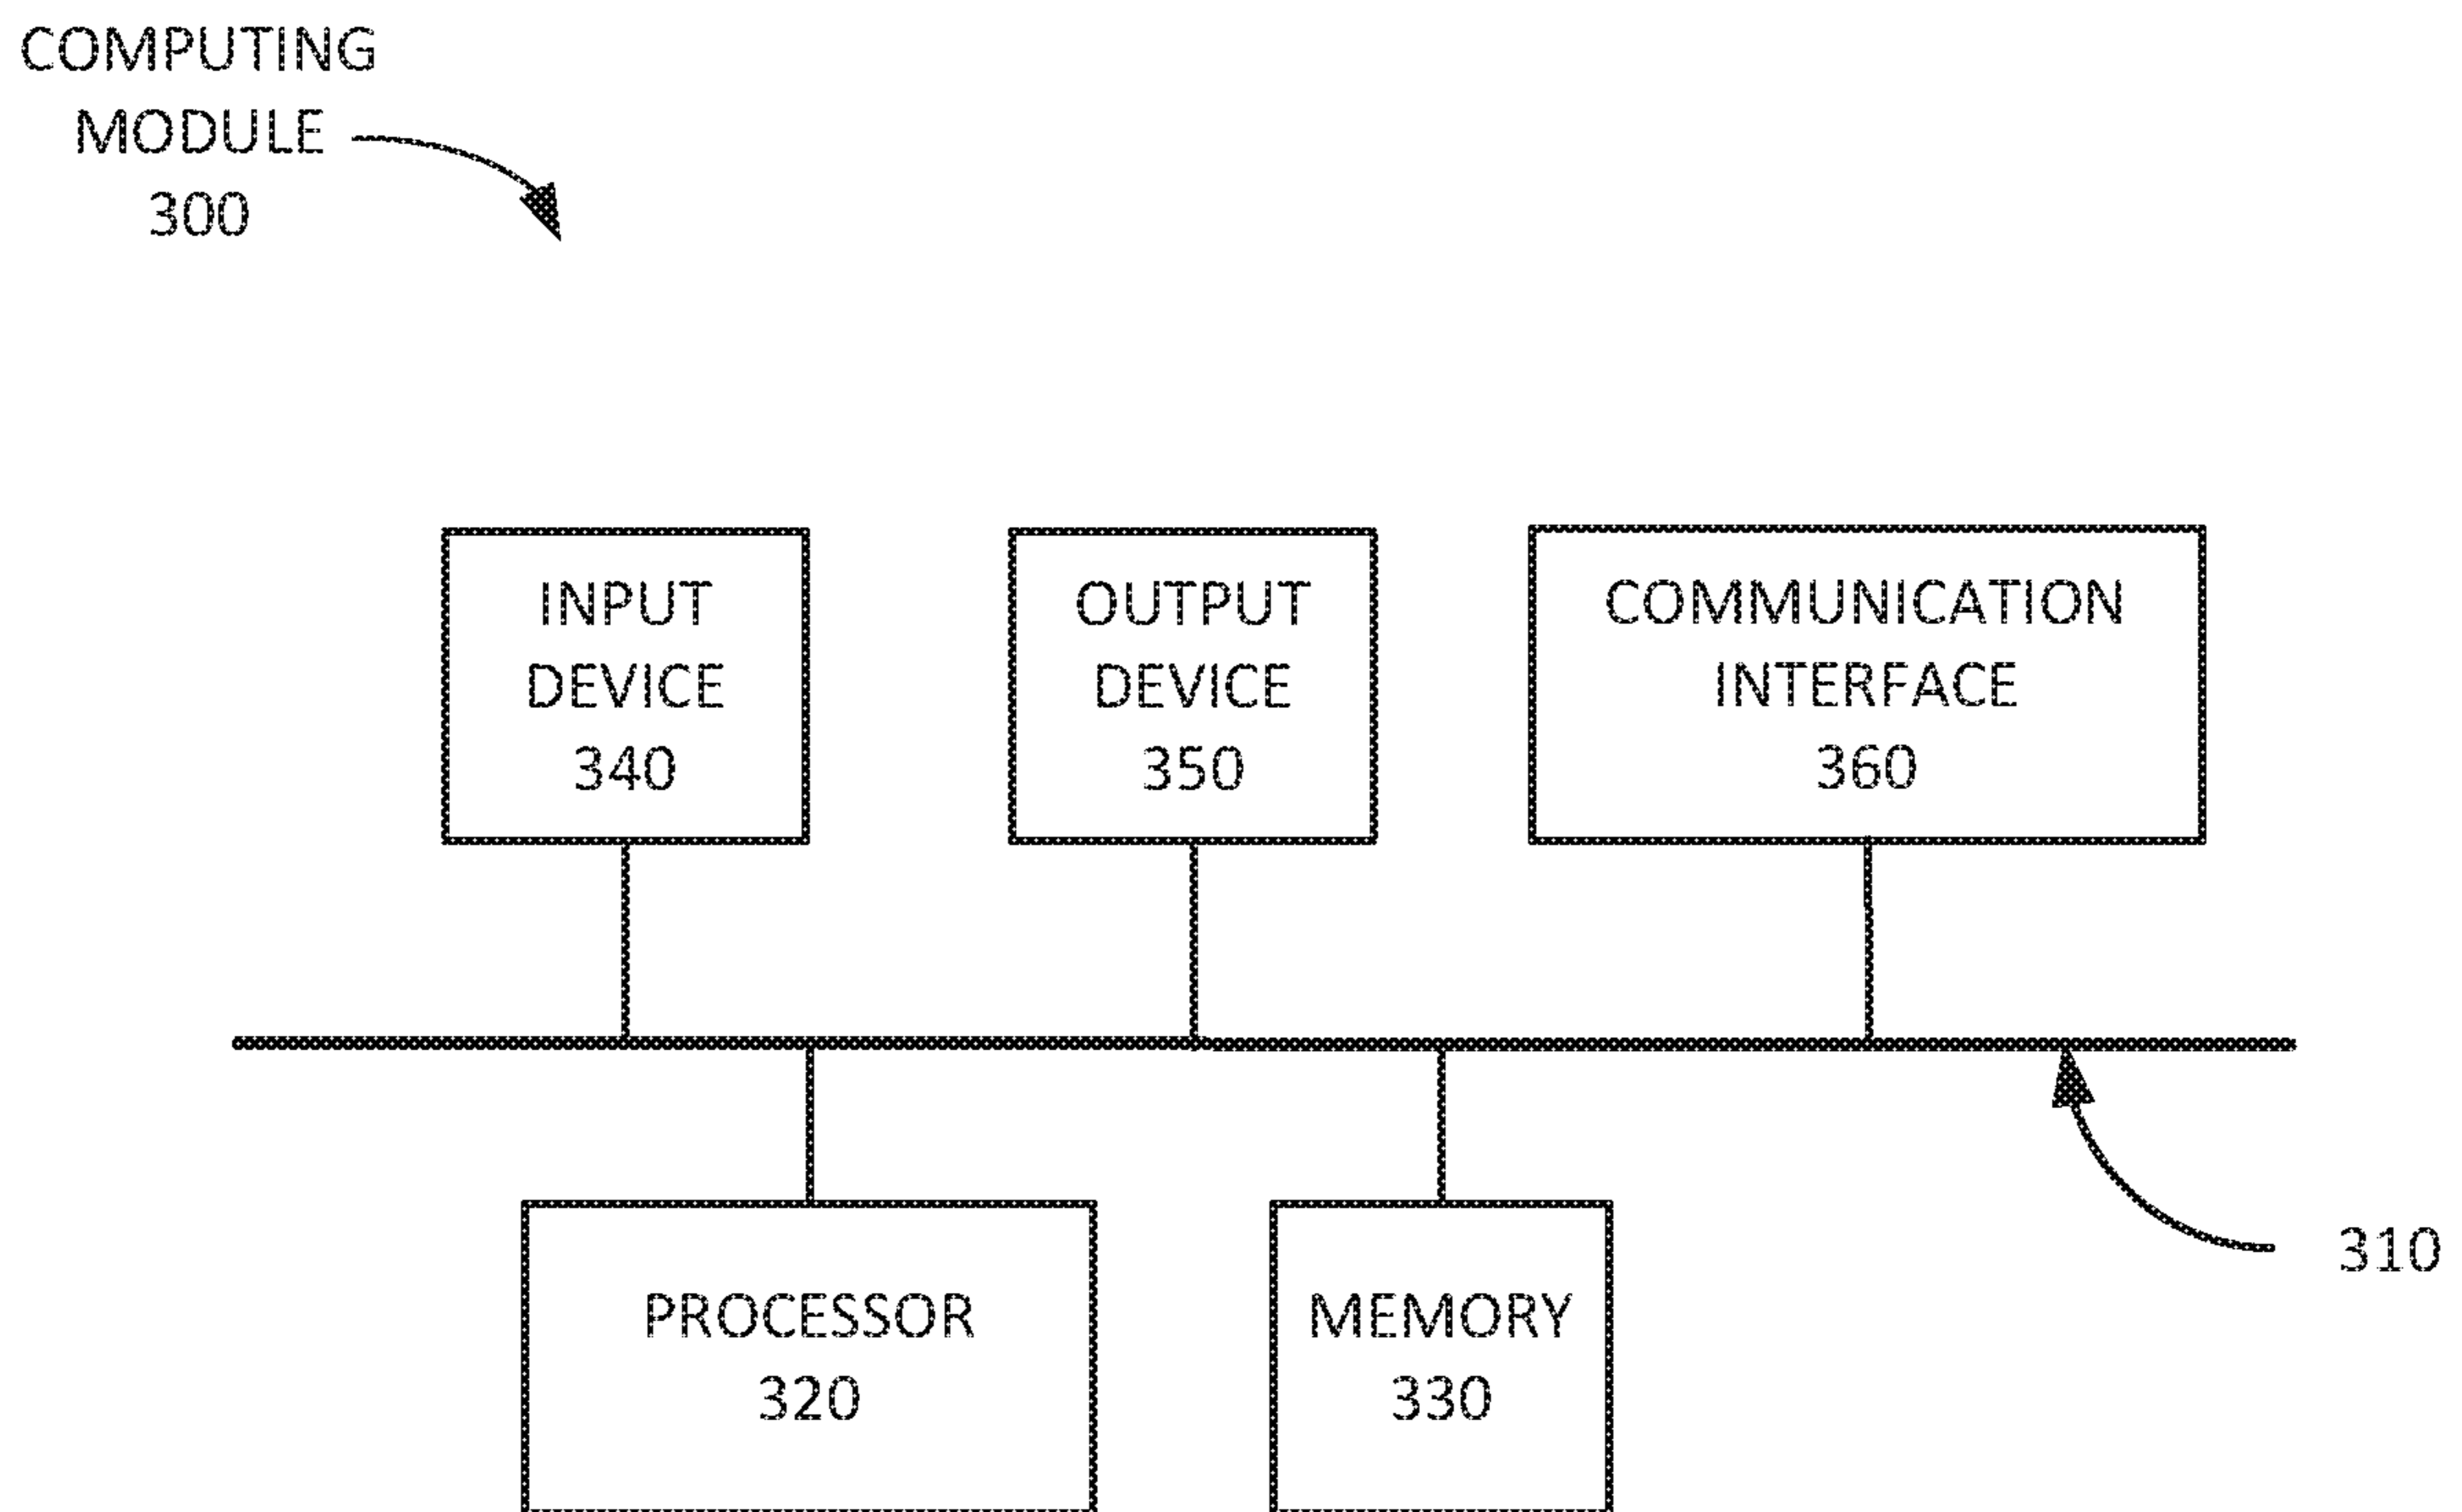 COMPUTING
MODULE
300
INPUT
DEVICE
340
OUTPUT
DEVICE
350
COMMUNICATION
INTERFACE
360
310
PROCESSOR
320
MEMORY
330